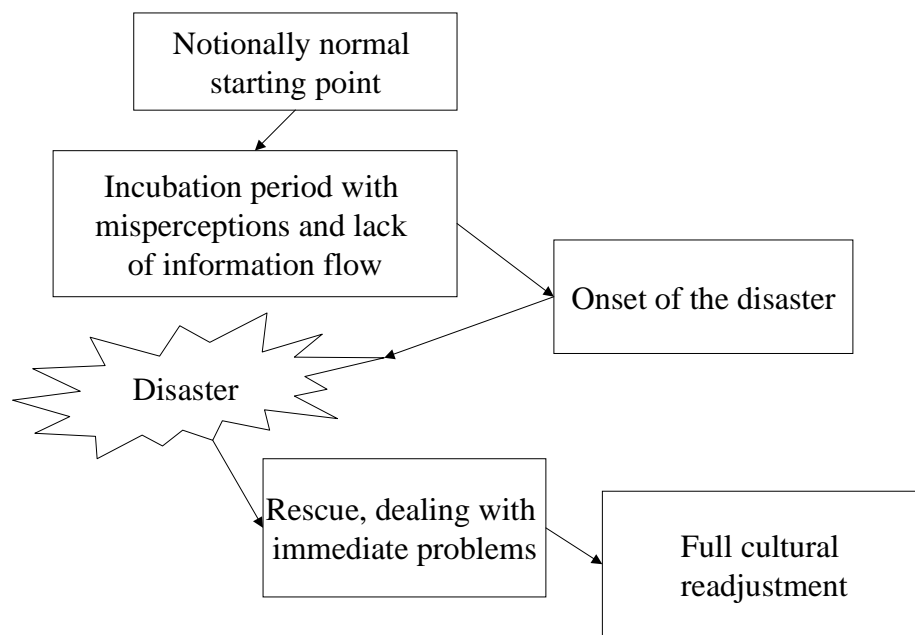 Notionally normal
starting point
Incubation period with
misperceptions and lack
of information flow
Onset of the disaster
Disaster
Rescue, dealing with
immediate problems
Full cultural
readjustment